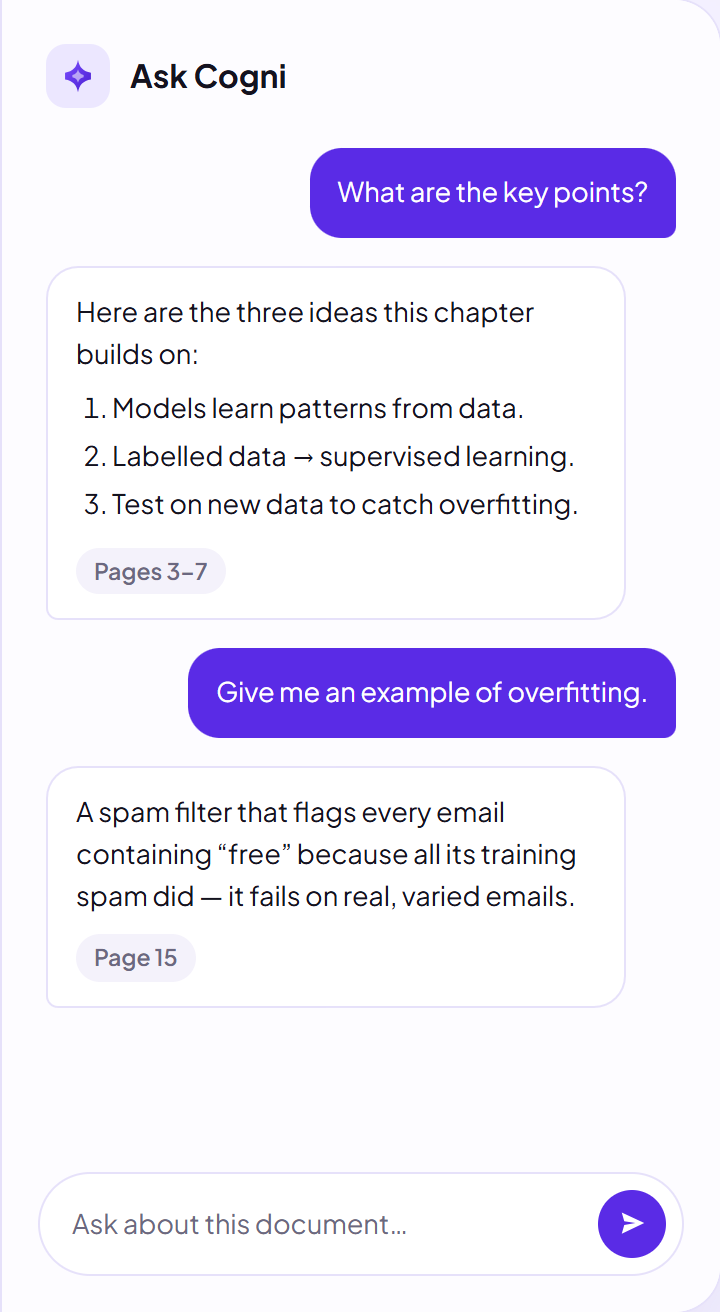 Ask Cogni
What are the key points?
Here are the three ideas this chapter
builds on:
1. Models learn patterns from data.
2. Labelled data → supervised learning.
3. Test on new data to catch overfitting.
Pages 3–7
Give me an example of overfitting.
A spam filter that flags every email
containing “free” because all its training
spam did — it fails on real, varied emails.
Page 15
Ask about this document…